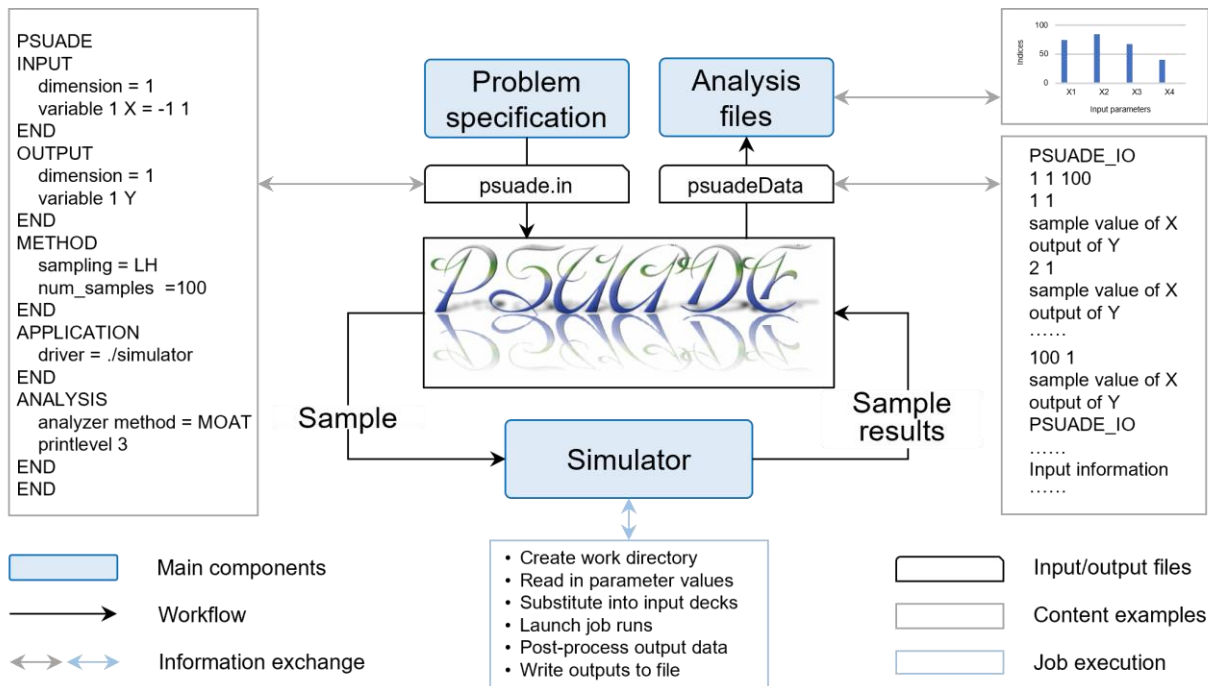 PSUADE
INPUT
dimension = 1
variable 1 X = -1 1
END
OUTPUT
dimension = 1
variable 1 Y
END
METHOD
sampling = LH
num_samples =100
END
APPLICATION
driver = ./simulator
END
ANALYSIS
analyzer method = MOAT
printlevel 3
END
END
Problem
specification
psuade.in
Analysis
files
psuadeData
PSUADE
Sample
Simulator
Sample
results
• Create work directory
• Read in parameter values
• Substitute into input decks
• Launch job runs
• Post-process output data
• Write outputs to file
Indices
100
50
0
X1 X2 X3 X4
Input parameters
PSUADE_IO
1 1 100
1 1
sample value of X
output of Y
2 1
sample value of X
output of Y
......
100 1
sample value of X
output of Y
PSUADE_IO
......
Input information
......
Main components
Workflow
Information exchange
Input/output files
Content examples
Job execution